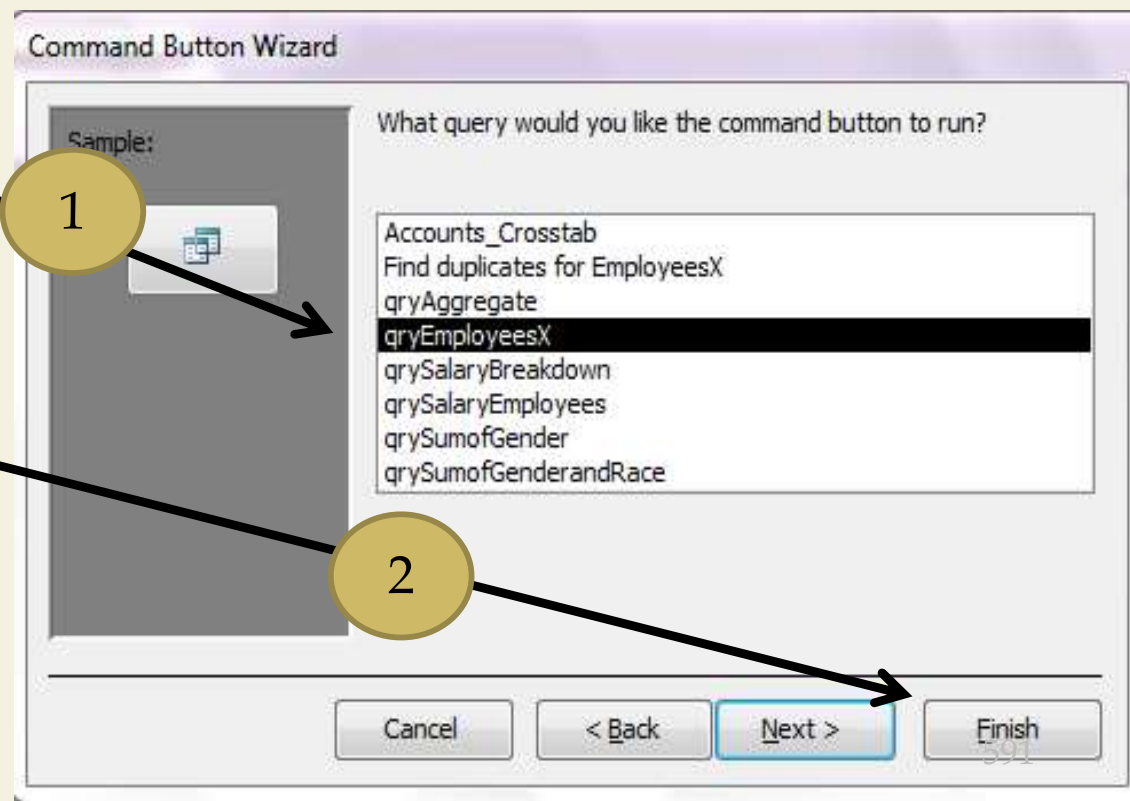 Command Button Wizard
Sample:
What query would you like the command button to run?
1
Accounts_Crosstab
Find duplicates for EmployeesX
qryAggregate
qryEmployeesX
qrySalaryBreakdown
qrySalaryEmployees
qrySumofGender
qrySumofGenderandRace
2
Cancel
< Back
Next >
Finish
591